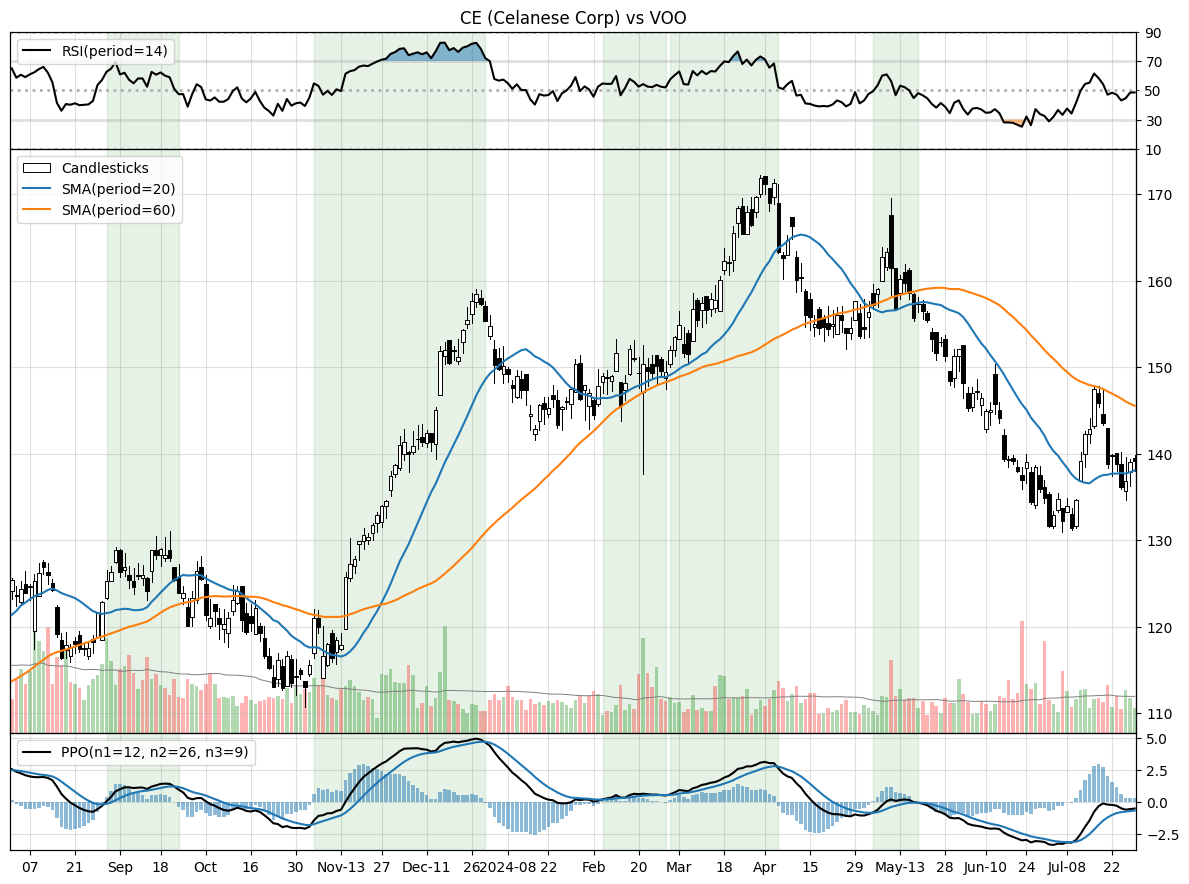 CE (Celanese Corp) vs VOO
RSI(period=14)
90
70
50
30
10
Candlesticks
SMA(period=20)
SMA(period=60)
170
160
150
140
130
120
110
PPO(n1=12, n2=26, n3=9)
5.0
2.5
0.0
−2.5
07 21 Sep 18 Oct 16 30 Nov-13 27 Dec-11 26 2024-08 22 Feb 20 Mar 18 Apr 15 29 May-13 28 Jun-10 24 Jul-08 22